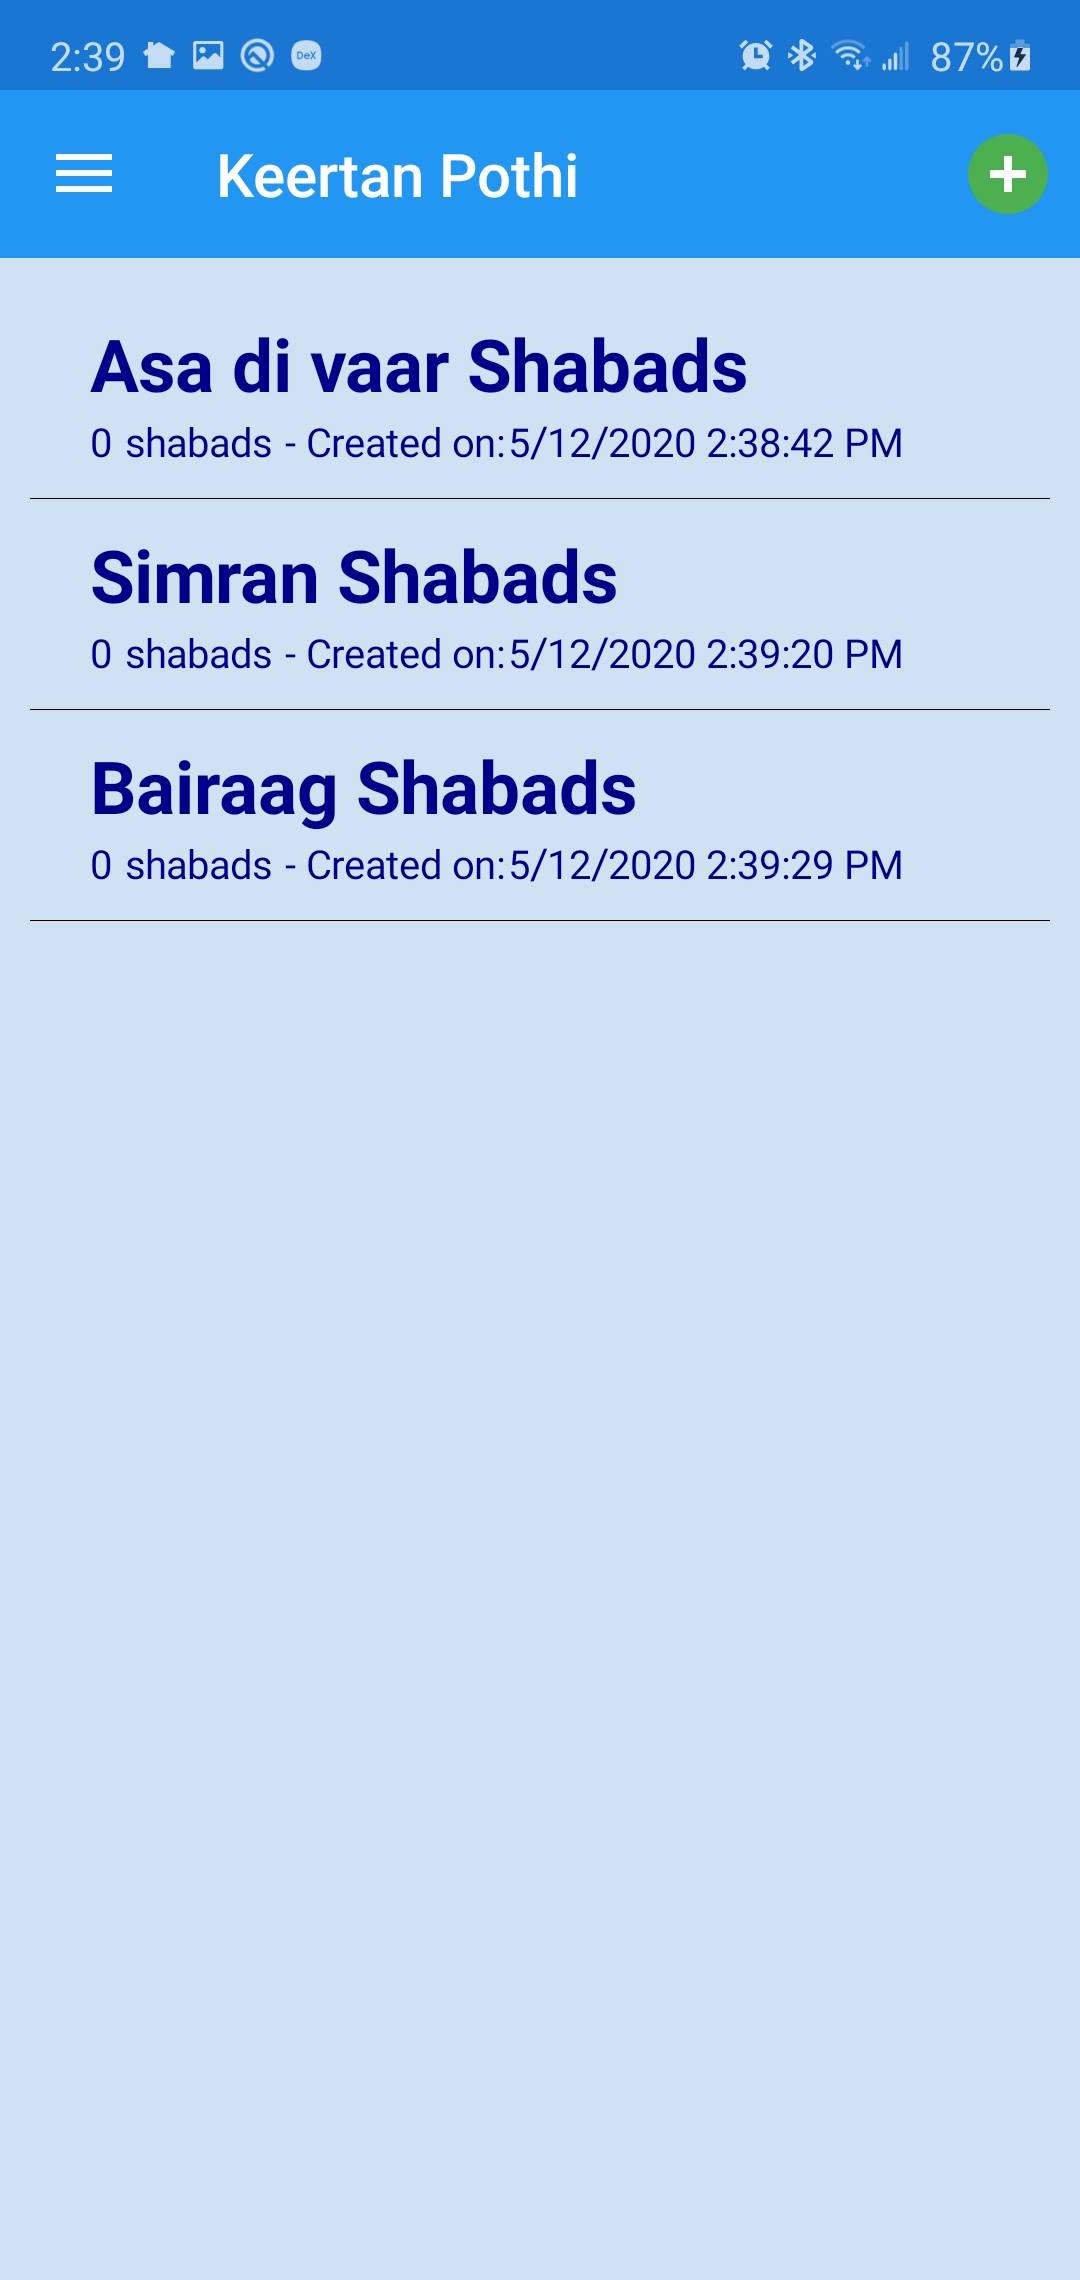 2:39 DeX 87%
Keertan Pothi
Asa di vaar Shabads
0 shabads - Created on:5/12/2020 2:38:42 PM
Simran Shabads
0 shabads - Created on:5/12/2020 2:39:20 PM
Bairaag Shabads
0 shabads - Created on:5/12/2020 2:39:29 PM